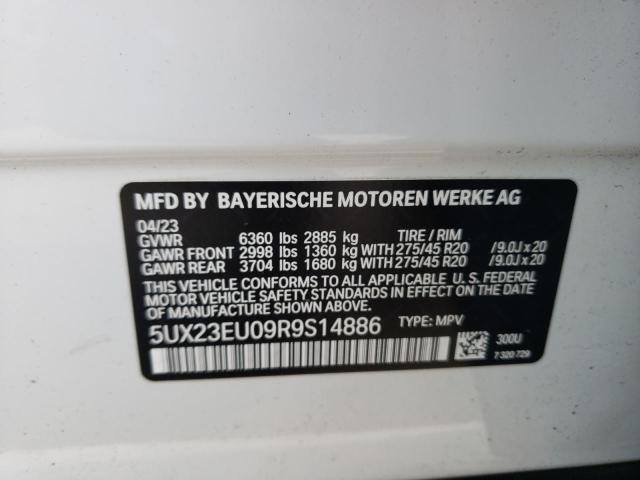 MFD BY BAYERISCHE MOTOREN WERKE AG
04/23
GVWR 6360 lbs 2885 kg TIRE / RIM
GAWR FRONT 2998 lbs 1360 kg WITH 275/45 R20 /9.0J x 20
GAWR REAR 3704 lbs 1680 kg WITH 275/45 R20 /9.0J x 20
THIS VEHICLE CONFORMS TO ALL APPLICABLE U. S. FEDERAL
MOTOR VEHICLE SAFETY STANDARDS IN EFFECT ON THE
DATE OF MANUFACTURE SHOWN ABOVE.
5UX23EU09R9S14886 TYPE: MPV
300U
7 320 729